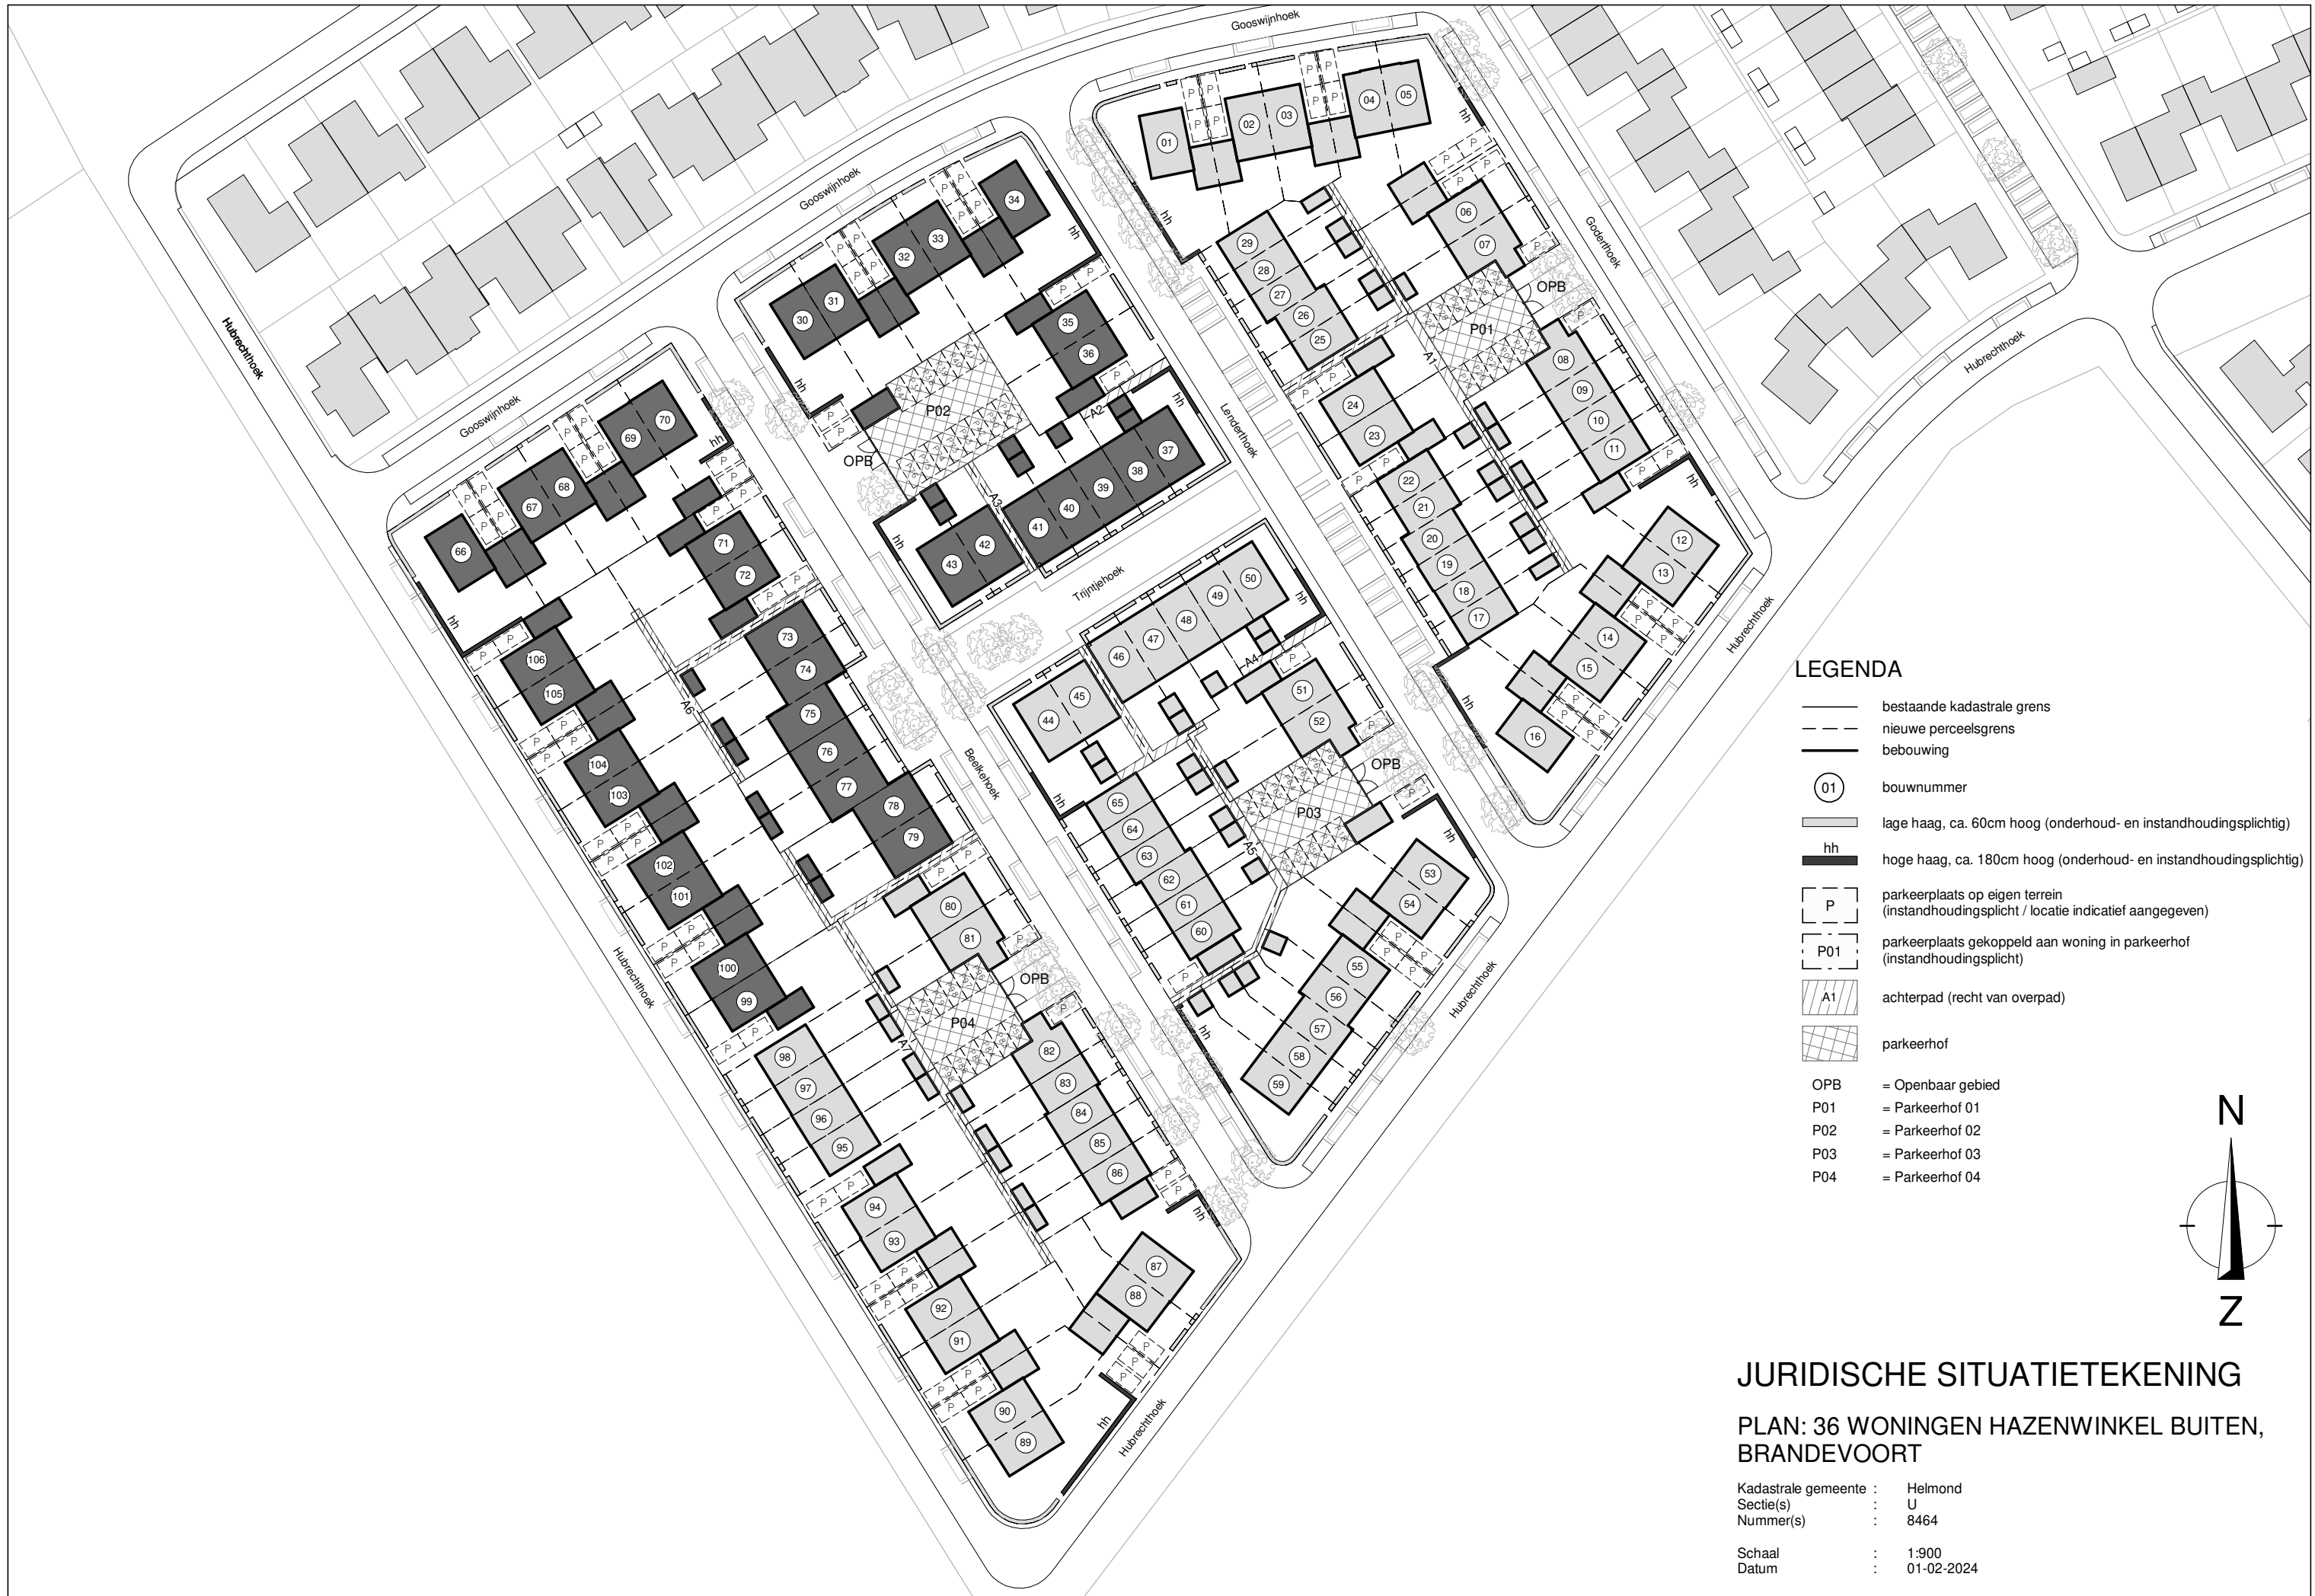 Gooswijnhoek
Gooswijnhoek
Gooswijnhoek
Hubrechthoek
Hubrechthoek
Hubrechthoek
Hubrechthoek
Hubrechthoek
Hubrechthoek
Goderthoek
Lenderthoek
Trijntjehoek
Beelkehoek
01
02
03
04
05
06
07
08
09
10
11
12
13
14
15
16
17
18
19
20
21
22
23
24
25
26
27
28
29
30
31
32
33
34
35
36
37
38
39
40
41
42
43
44
45
46
47
48
49
50
51
52
53
54
55
56
57
58
59
60
61
62
63
64
65
66
67
68
69
70
71
72
73
74
75
76
77
78
79
80
81
82
83
84
85
86
87
88
89
90
91
92
93
94
95
96
97
98
99
100
101
102
103
104
105
106
P01
P02
P03
P04
OPB
OPB
OPB
OPB
A1
A2
A3
A4
A5
A6
A7
hh
P
LEGENDA
bestaande kadastrale grens
nieuwe perceelsgrens
bebouwing
01 bouwnummer
lage haag, ca. 60cm hoog (onderhoud- en instandhoudingsplichtig)
hh hoge haag, ca. 180cm hoog (onderhoud- en instandhoudingsplichtig)
P parkeerplaats op eigen terrein
(instandhoudingsplicht / locatie indicatief aangegeven)
P01 parkeerplaats gekoppeld aan woning in parkeerhof
(instandhoudingsplicht)
A1 achterpad (recht van overpad)
parkeerhof
OPB = Openbaar gebied
P01 = Parkeerhof 01
P02 = Parkeerhof 02
P03 = Parkeerhof 03
P04 = Parkeerhof 04
N
Z
JURIDISCHE SITUATIETEKENING
PLAN: 36 WONINGEN HAZENWINKEL BUITEN,
BRANDEVOORT
Kadastrale gemeente : Helmond
Sectie(s) : U
Nummer(s) : 8464
Schaal : 1:900
Datum : 01-02-2024